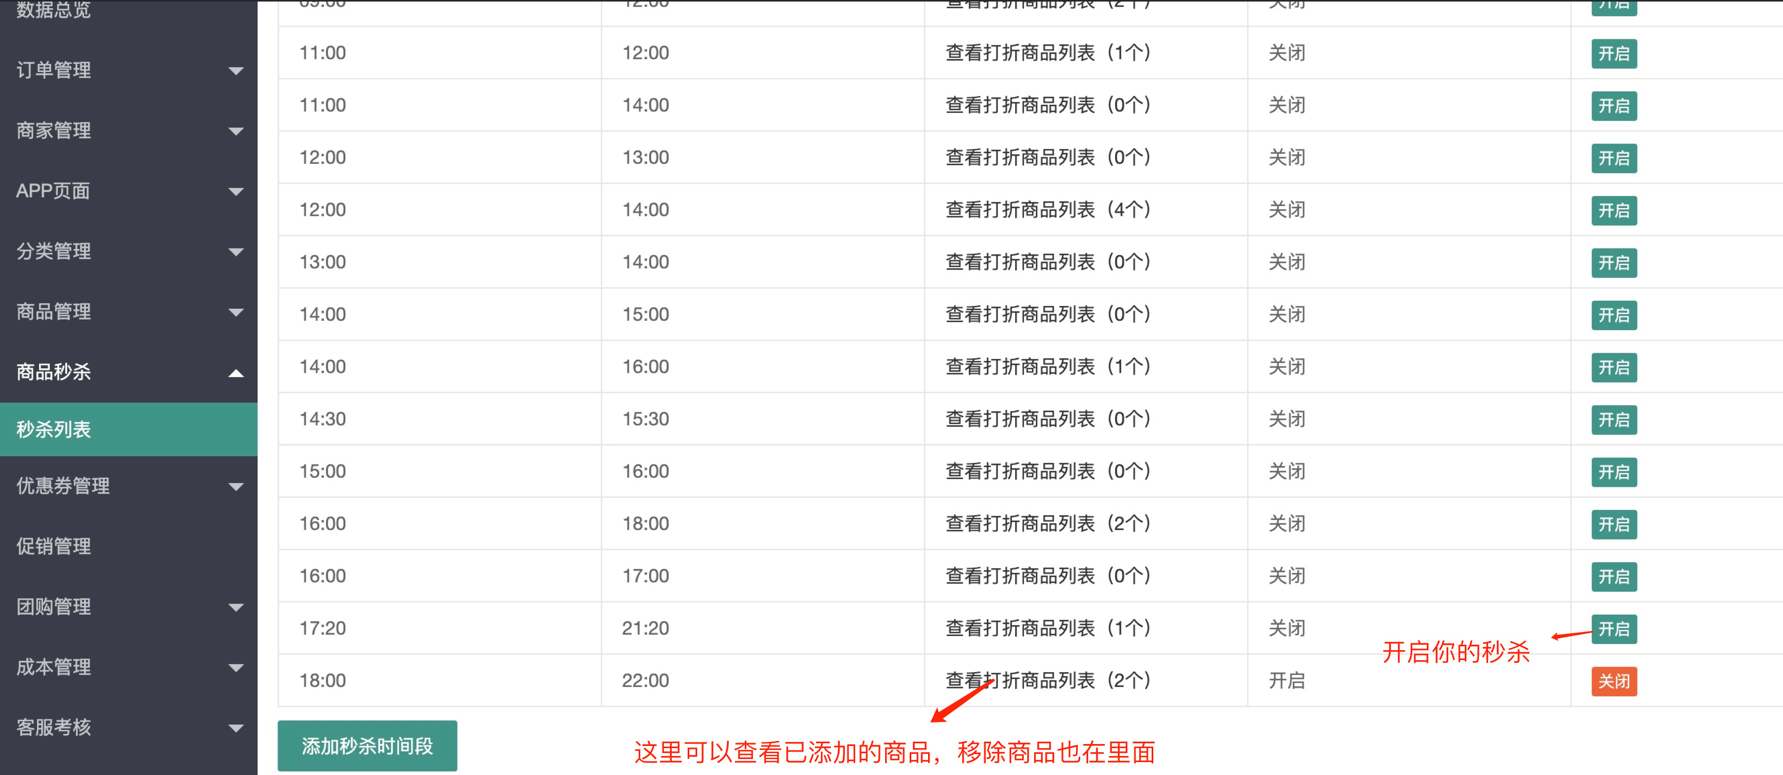 数据总览
订单管理
商家管理
APP页面
分类管理
商品管理
商品秒杀
秒杀列表
优惠券管理
促销管理
团购管理
成本管理
客服考核
09:00 12:00 查看打折商品列表（2个） 关闭 开启
11:00 12:00 查看打折商品列表（1个） 关闭 开启
11:00 14:00 查看打折商品列表（0个） 关闭 开启
12:00 13:00 查看打折商品列表（0个） 关闭 开启
12:00 14:00 查看打折商品列表（4个） 关闭 开启
13:00 14:00 查看打折商品列表（0个） 关闭 开启
14:00 15:00 查看打折商品列表（0个） 关闭 开启
14:00 16:00 查看打折商品列表（1个） 关闭 开启
14:30 15:30 查看打折商品列表（0个） 关闭 开启
15:00 16:00 查看打折商品列表（0个） 关闭 开启
16:00 18:00 查看打折商品列表（2个） 关闭 开启
16:00 17:00 查看打折商品列表（0个） 关闭 开启
17:20 21:20 查看打折商品列表（1个） 关闭 开启
开启你的秒杀
18:00 22:00 查看打折商品列表（2个） 开启 关闭
添加秒杀时间段
这里可以查看已添加的商品，移除商品也在里面